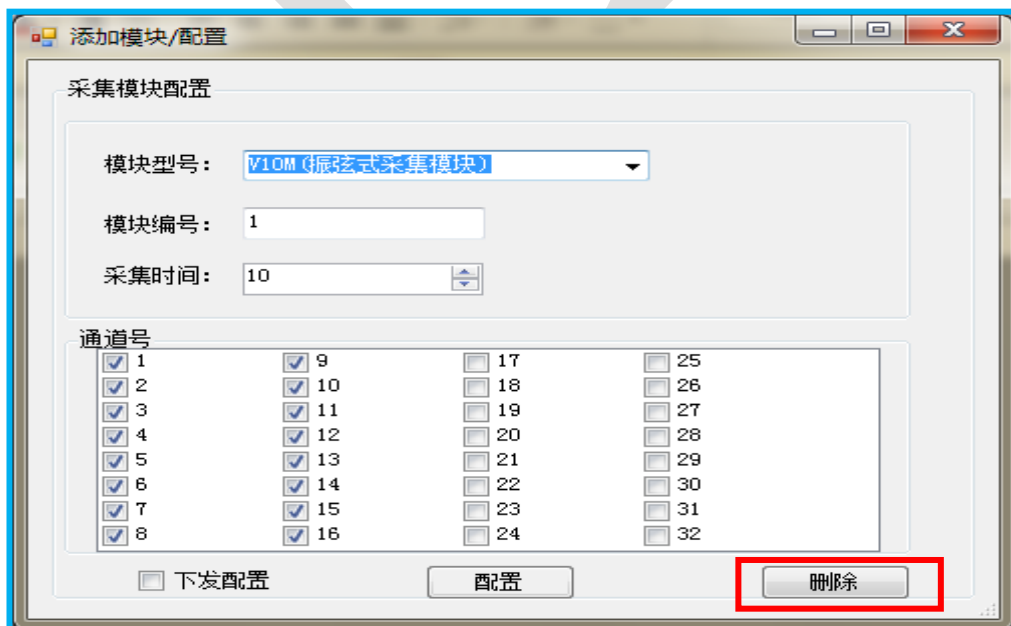 添加模块/配置
采集模块配置
模块型号： V10M(振弦式采集模块)
模块编号： 1
采集时间： 10
通道号
1 9 17 25
2 10 18 26
3 11 19 27
4 12 20 28
5 13 21 29
6 14 22 30
7 15 23 31
8 16 24 32
下发配置 配置 删除